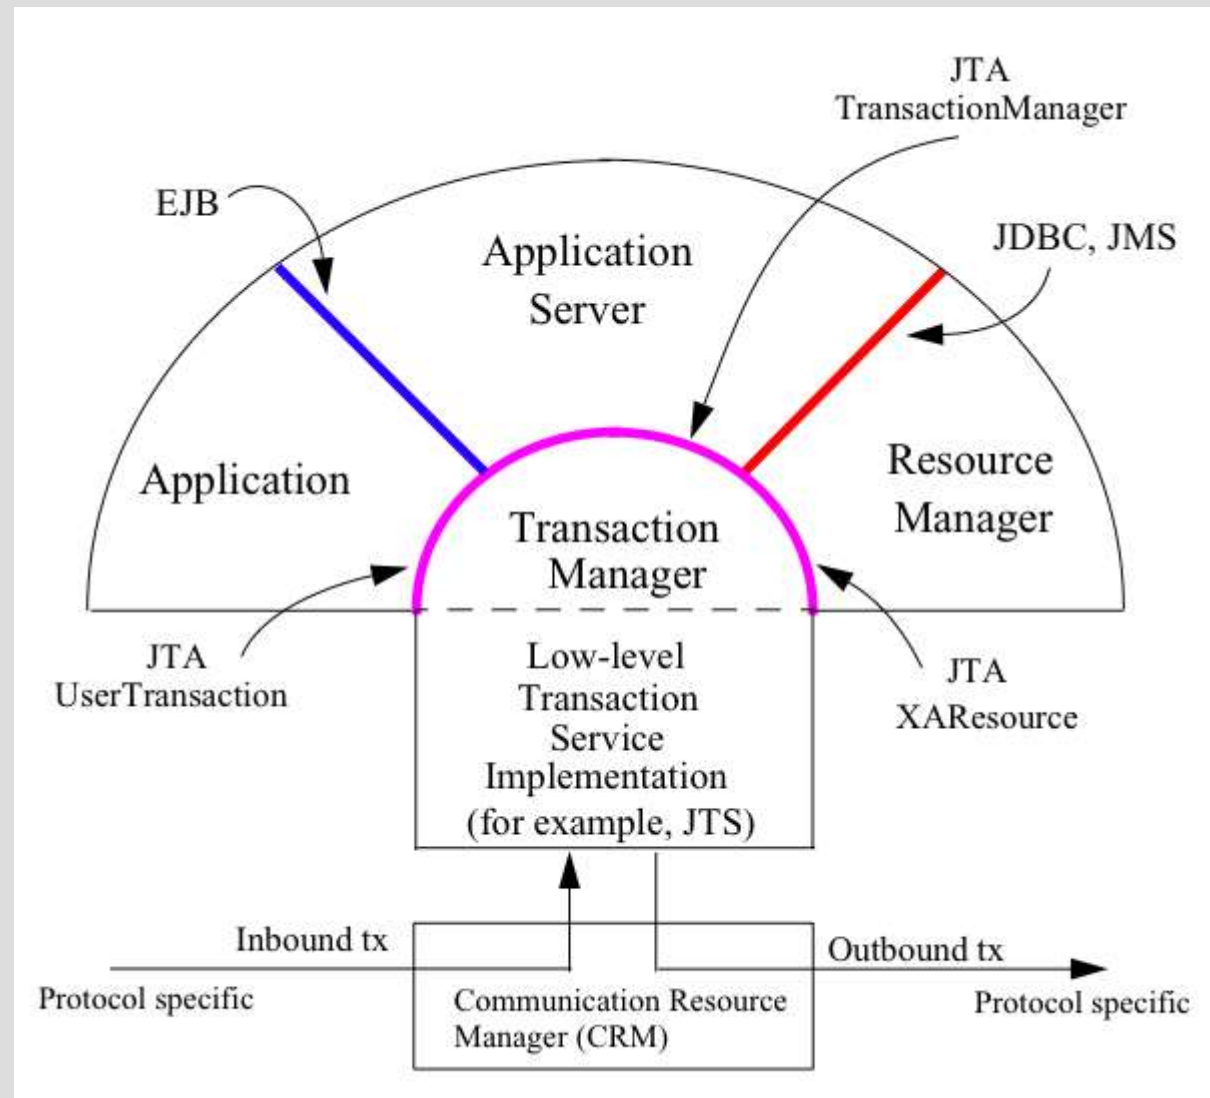 JTA
TransactionManager
EJB
JDBC, JMS
Application
Server
Application
Resource
Manager
Transaction
Manager
JTA
UserTransaction
Low-level
Transaction
Service
Implementation
(for example, JTS)
JTA
XAResource
Inbound tx
Outbound tx
Protocol specific
Communication Resource
Manager (CRM)
Protocol specific